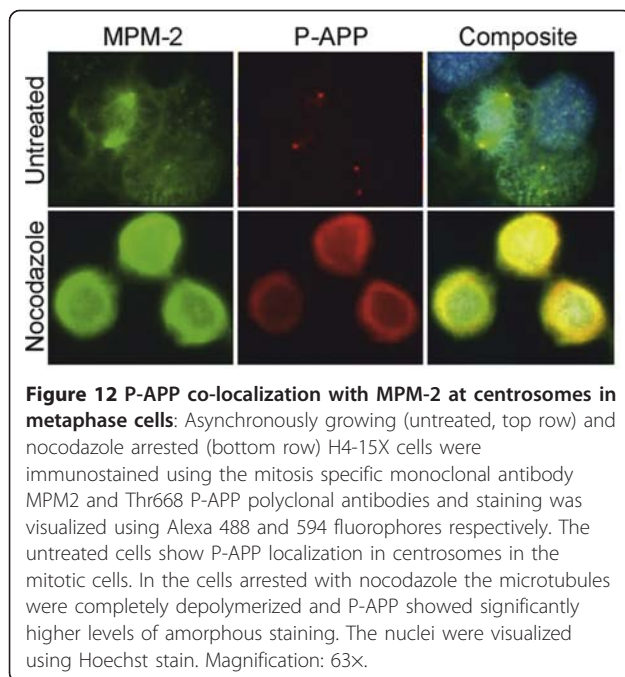 MPM-2 P-APP Composite
Untreated
Nocodazole
Figure 12 P-APP co-localization with MPM-2 at centrosomes in
metaphase cells: Asynchronously growing (untreated, top row) and
nocodazole arrested (bottom row) H4-15X cells were
immunostained using the mitosis specific monoclonal antibody
MPM2 and Thr668 P-APP polyclonal antibodies and staining was
visualized using Alexa 488 and 594 fluorophores respectively. The
untreated cells show P-APP localization in centrosomes in the
mitotic cells. In the cells arrested with nocodazole the microtubules
were completely depolymerized and P-APP showed significantly
higher levels of amorphous staining. The nuclei were visualized
using Hoechst stain. Magnification: 63×.